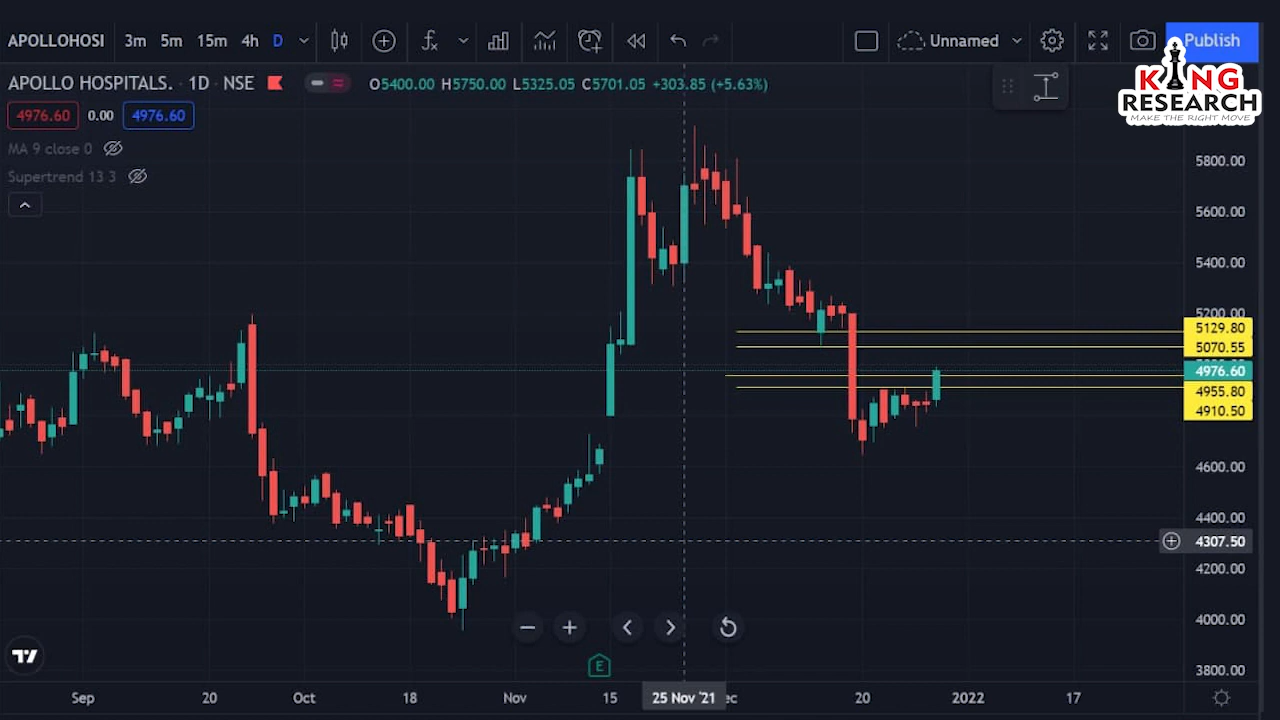 APOLLOHOSI 3m 5m 15m 4h D Unnamed Publish
KING
RESEARCH
MAKE THE RIGHT MOVE
APOLLO HOSPITALS. · 1D · NSE O5400.00 H5750.00 L5325.05 C5701.05 +303.85 (+5.63%)
4976.60 0.00 4976.60
MA 9 close 0
Supertrend 13 3
5800.00
5600.00
5400.00
5200.00
5129.80
5070.55
4976.60
4955.80
4910.50
4600.00
4400.00
4307.50
4200.00
4000.00
3800.00
E
Sep 20 Oct 18 Nov 15 25 Nov '21 ec 20 2022 17